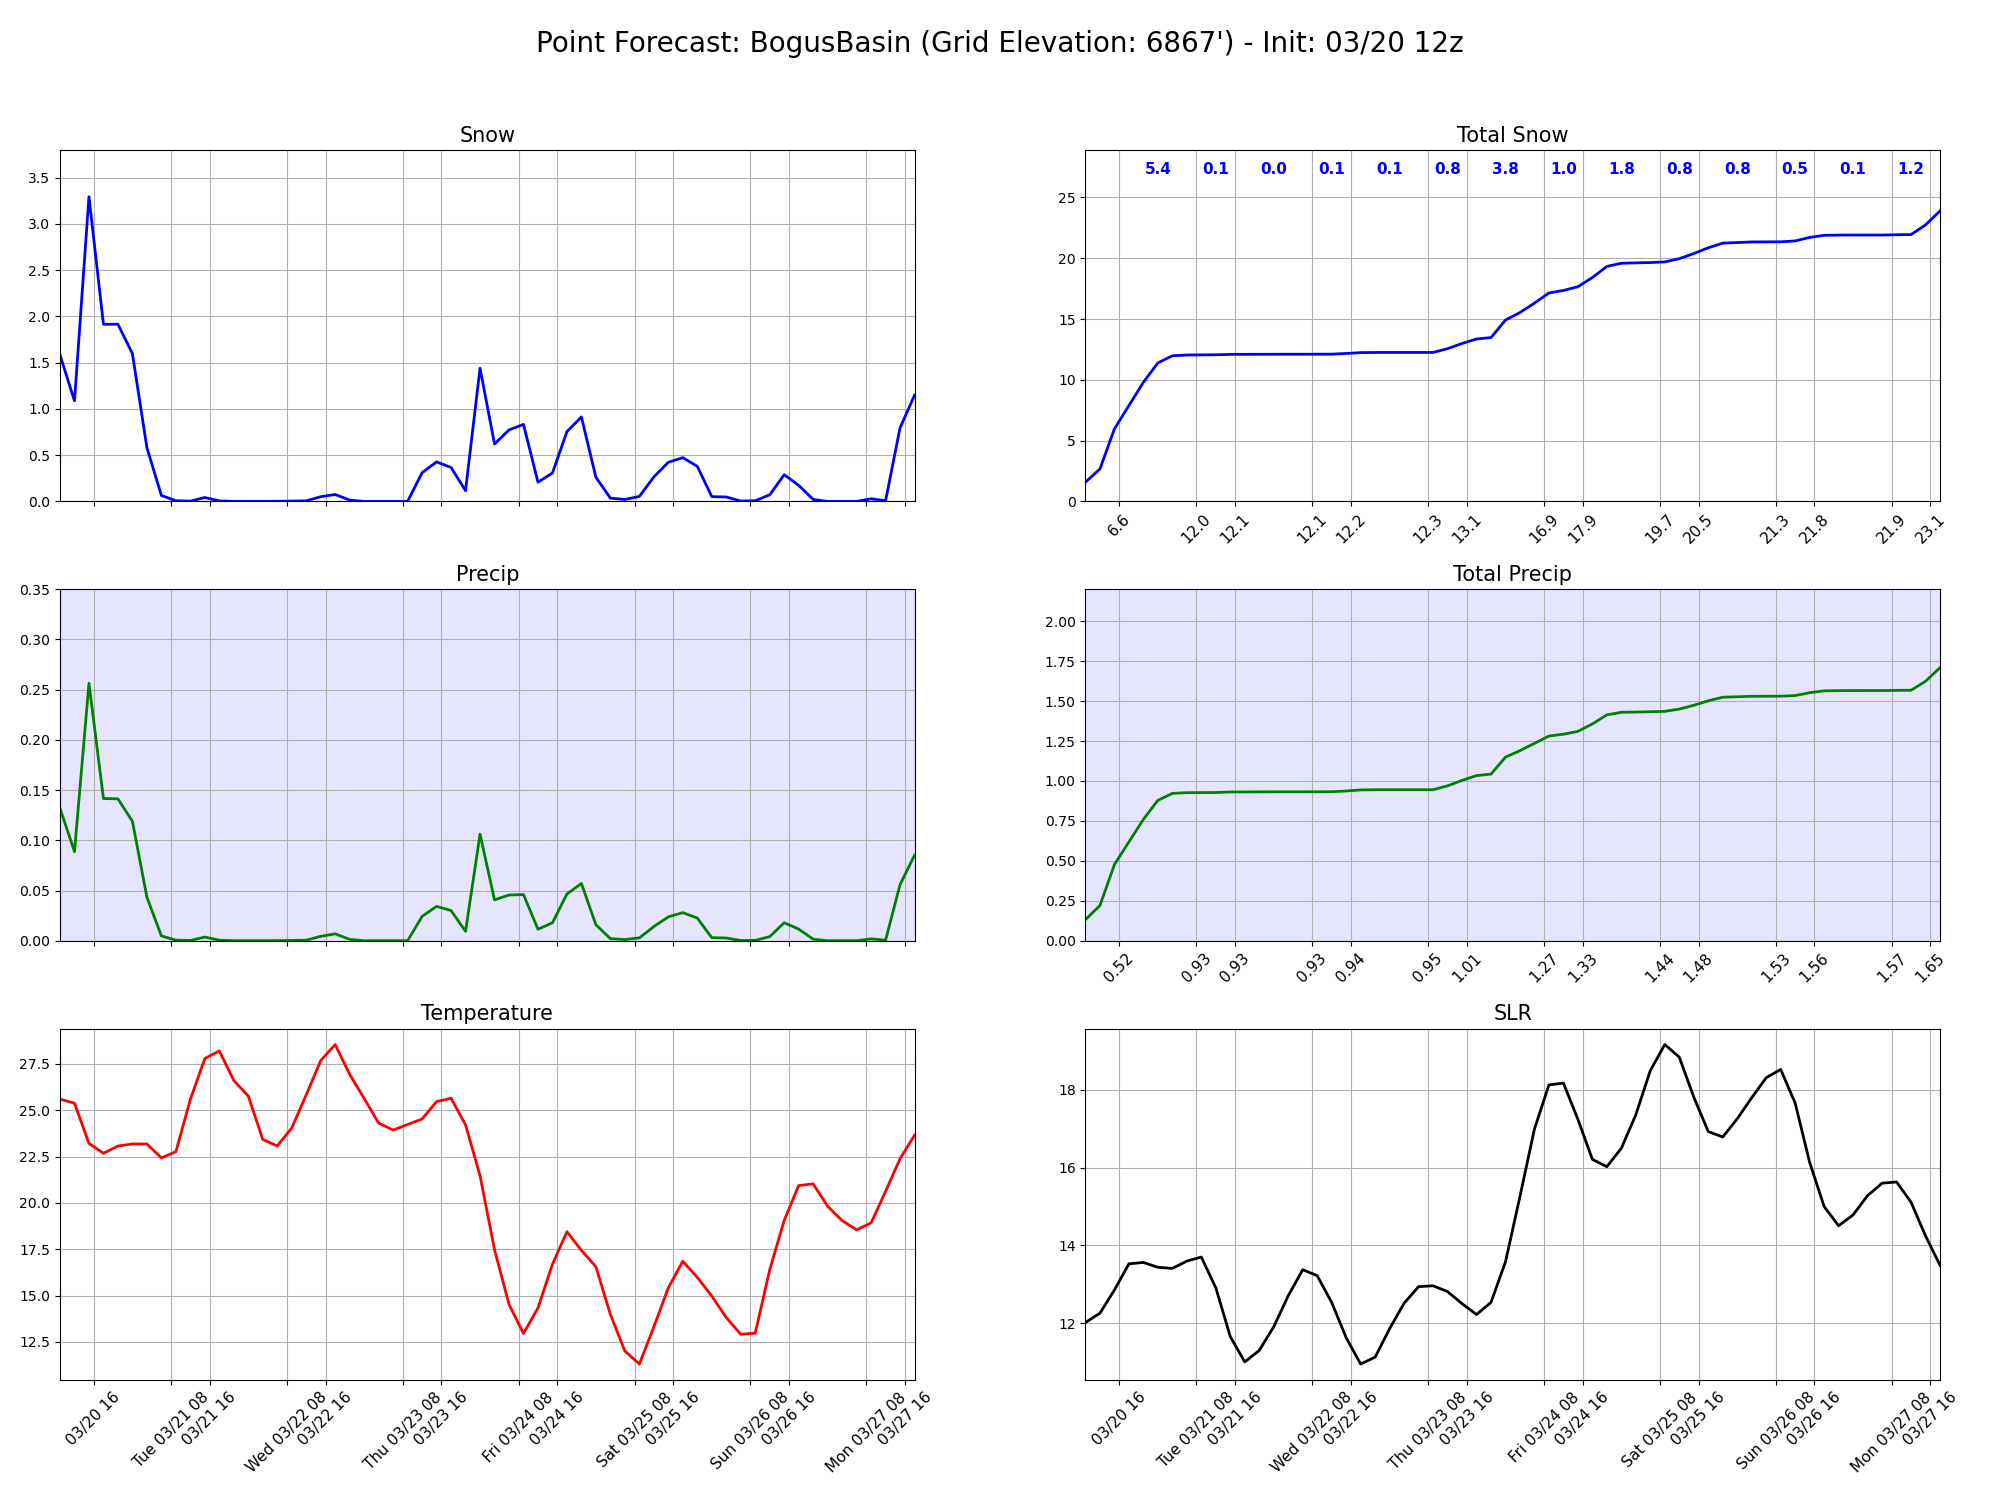 Point Forecast: BogusBasin (Grid Elevation: 6867') - Init: 03/20 12z
Snow
3.5
3.0
2.5
2.0
1.5
1.0
0.5
0.0
Total Snow
5.4 0.1 0.0 0.1 0.1 0.8 3.8 1.0 1.8 0.8 0.8 0.5 0.1 1.2
25
20
15
10
5
0
6.6 12.0 12.1 12.1 12.2 12.3 13.1 16.9 17.9 19.7 20.5 21.3 21.8 21.9 23.1
Precip
0.35
0.30
0.25
0.20
0.15
0.10
0.05
0.00
Total Precip
2.00
1.75
1.50
1.25
1.00
0.75
0.50
0.25
0.00
0.52 0.93 0.93 0.93 0.94 0.95 1.01 1.27 1.33 1.44 1.48 1.53 1.56 1.57 1.65
Temperature
27.5
25.0
22.5
20.0
17.5
15.0
12.5
03/20 16
Tue 03/21 08
03/21 16
Wed 03/22 08
03/22 16
Thu 03/23 08
03/23 16
Fri 03/24 08
03/24 16
Sat 03/25 08
03/25 16
Sun 03/26 08
03/26 16
Mon 03/27 08
03/27 16
SLR
18
16
14
12
03/20 16
Tue 03/21 08
03/21 16
Wed 03/22 08
03/22 16
Thu 03/23 08
03/23 16
Fri 03/24 08
03/24 16
Sat 03/25 08
03/25 16
Sun 03/26 08
03/26 16
Mon 03/27 08
03/27 16